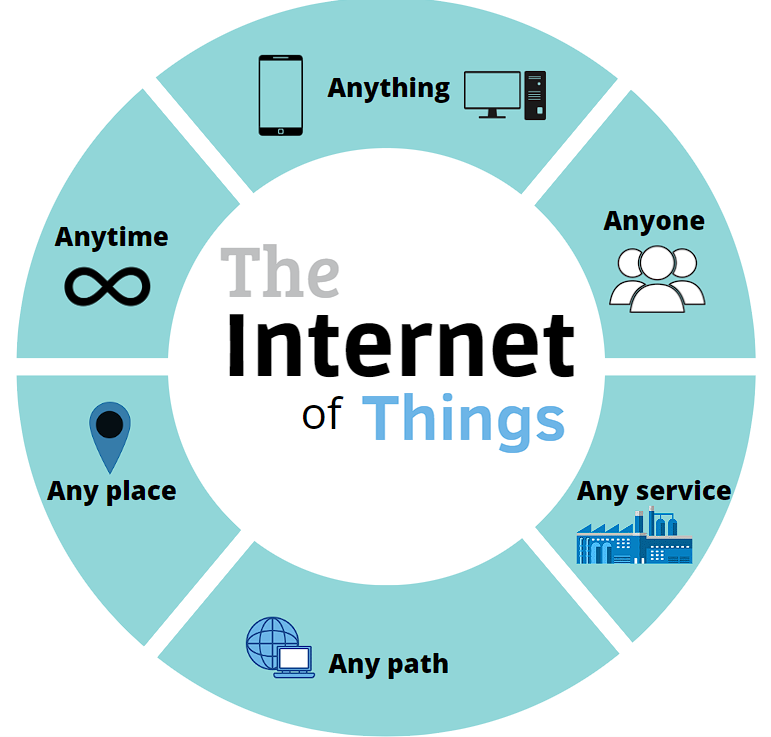 Anything
Anyone
Anytime
The
Internet
of Things
Any place
Any service
Any path